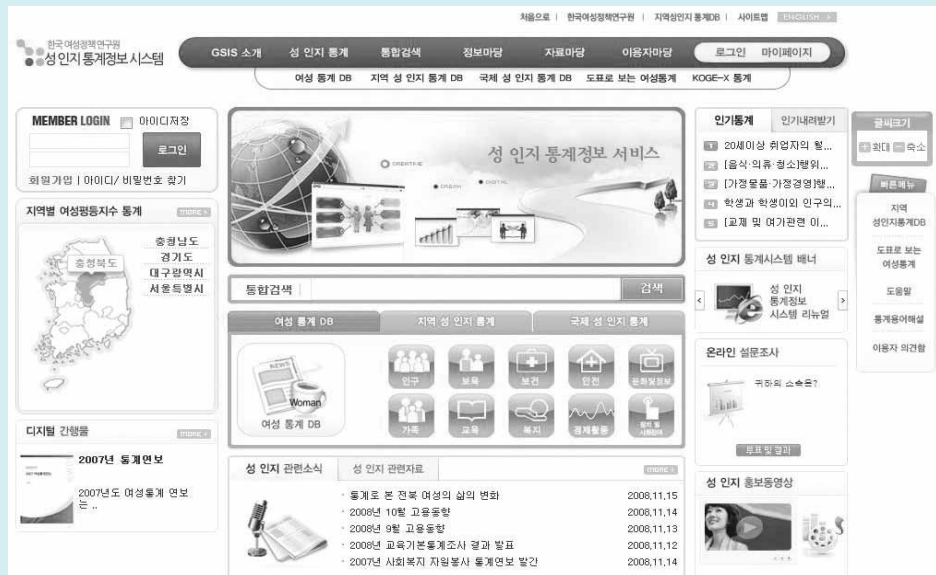 처음으로 | 한국여성정책연구원 | 지역성인지 통계DB | 사이트맵 ENGLISH >
한국여성정책연구원
성 인지 통계정보 시스템
GSIS 소개 성 인지 통계 통합검색 정보마당 자료마당 이용자마당 로그인 마이페이지
여성 통계 DB 지역 성 인지 통계 DB 국제 성 인지 통계 DB 도표로 보는 여성통계 KOGE-X 통계
MEMBER LOGIN 아이디저장
로그인
회원가입 | 아이디/ 비밀번호 찾기
지역별 여성평등지수 통계 more >
충청북도
충청남도
경기도
대구광역시
서울특별시
디지털 간행물 more >
2007년 통계연보
2007년도 여성통계 연보
는 ..
성 인지 통계정보 서비스
CREATIVE
DREAM
DIGITAL
통합검색 검색
여성 통계 DB 지역 성 인지 통계 국제 성 인지 통계
NEWS
Woman
여성 통계 DB
인구 보육 보건 안전 문화및정보
가족 교육 복지 경제활동 정치 및
사회참여
성 인지 관련소식 성 인지 관련자료 more >
· 통계로 본 전북 여성의 삶의 변화 2008,11,15
· 2008년 10월 고용동향 2008,11,14
· 2008년 9월 고용동향 2008,11,13
· 2008년 교육기본통계조사 결과 발표 2008,11,12
· 2007년 사회복지 자원봉사 통계연보 발간 2008,11,14
인기통계 인기내려받기
1 20세이상 취업자의 월...
2 [음식·의류·청소]행위...
3 [가정물품·가정경영]행...
4 학생과 학생이외 인구의...
5 [교제 및 여가관련 이...
성 인지 통계시스템 배너
성 인지
통계정보
시스템 리뉴얼
온라인 설문조사
귀하의 소속은?
투표및결과
성 인지 홍보동영상
글씨크기
+ 확대 - 축소
빠른메뉴
지역
성인지통계DB
도표로 보는
여성통계
도움말
통계용어해설
이용자 의견함